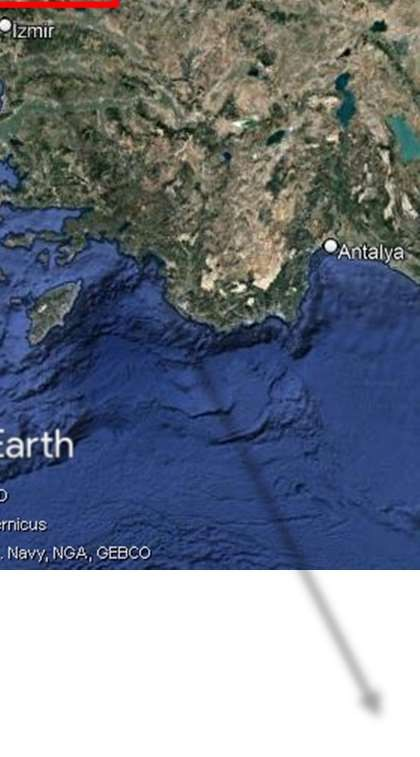 Izmir
Antalya
Earth
O
ernicus
. Navy, NGA, GEBCO